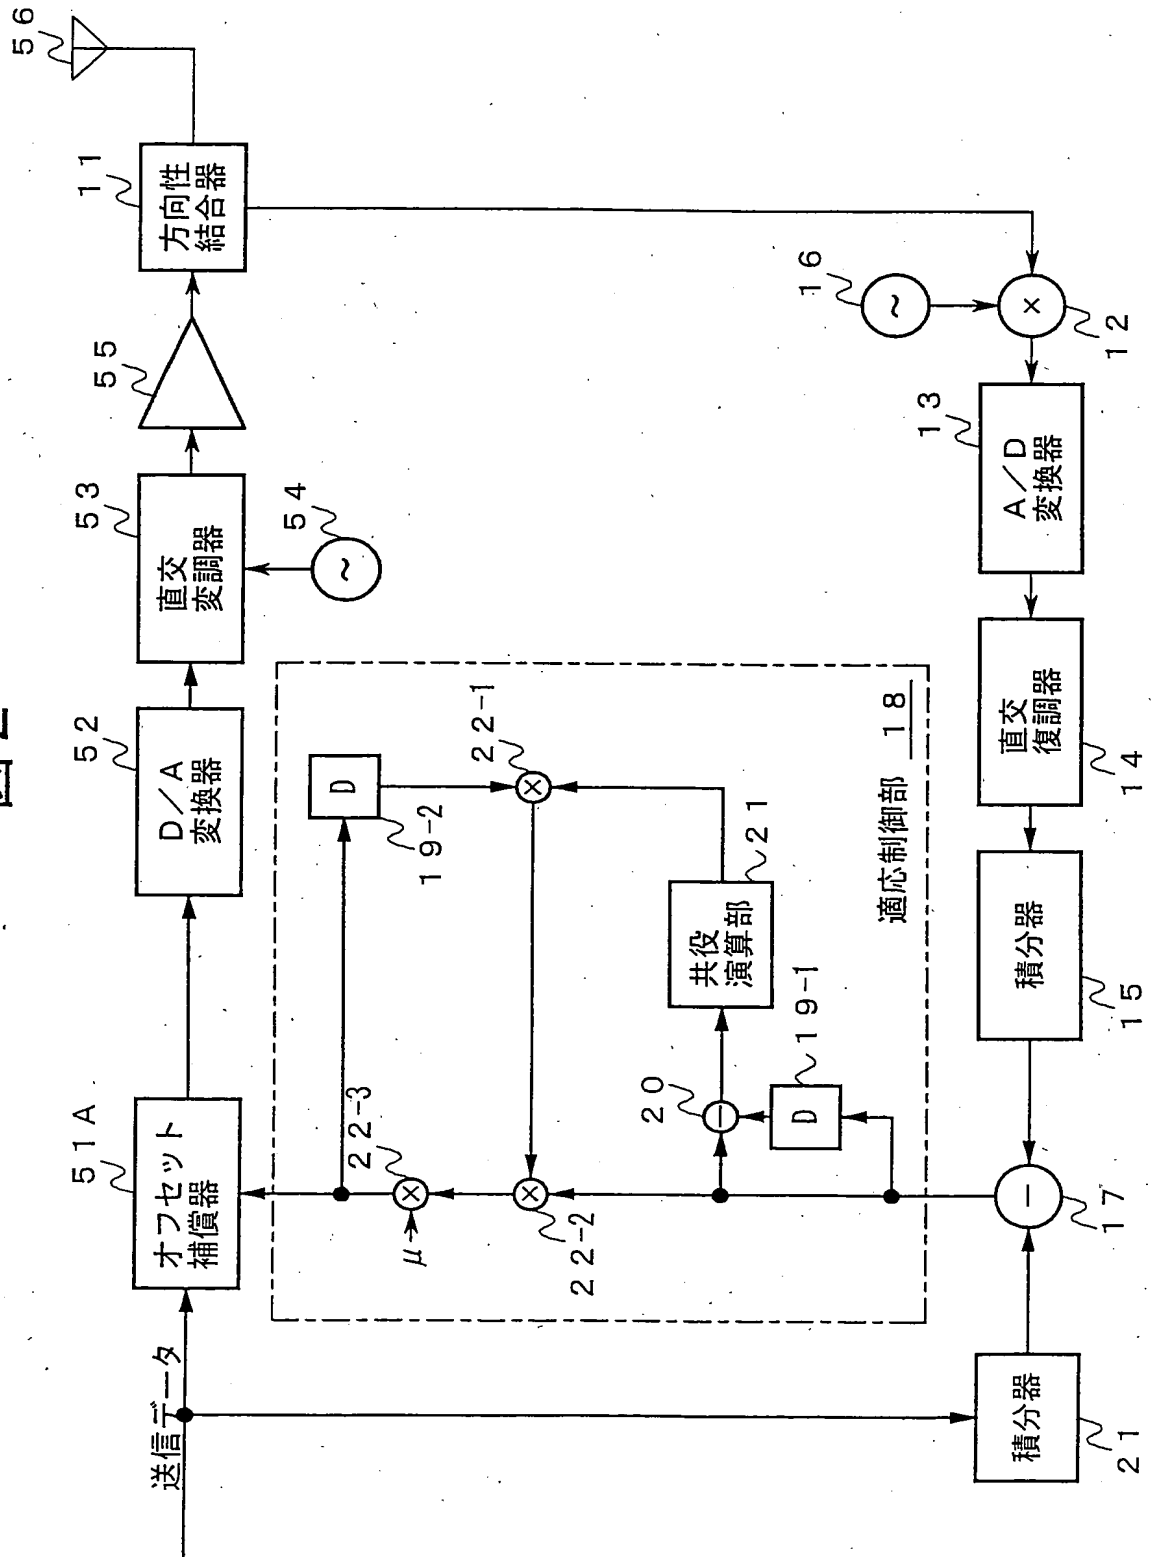 図2
送信データ
51A
オフセット
補償器
52
D/A
変換器
53
直交
変調器
54
~
55
11
方向性
結合器
56
16
~
×
12
13
A/D
変換器
14
直交
復調器
15
積分器
−
17
21
積分器
適応制御部 18
D
19-2
×
22-1
共役
演算部
21
D
19-1
−
20
×
22-2
×
22-3
μ